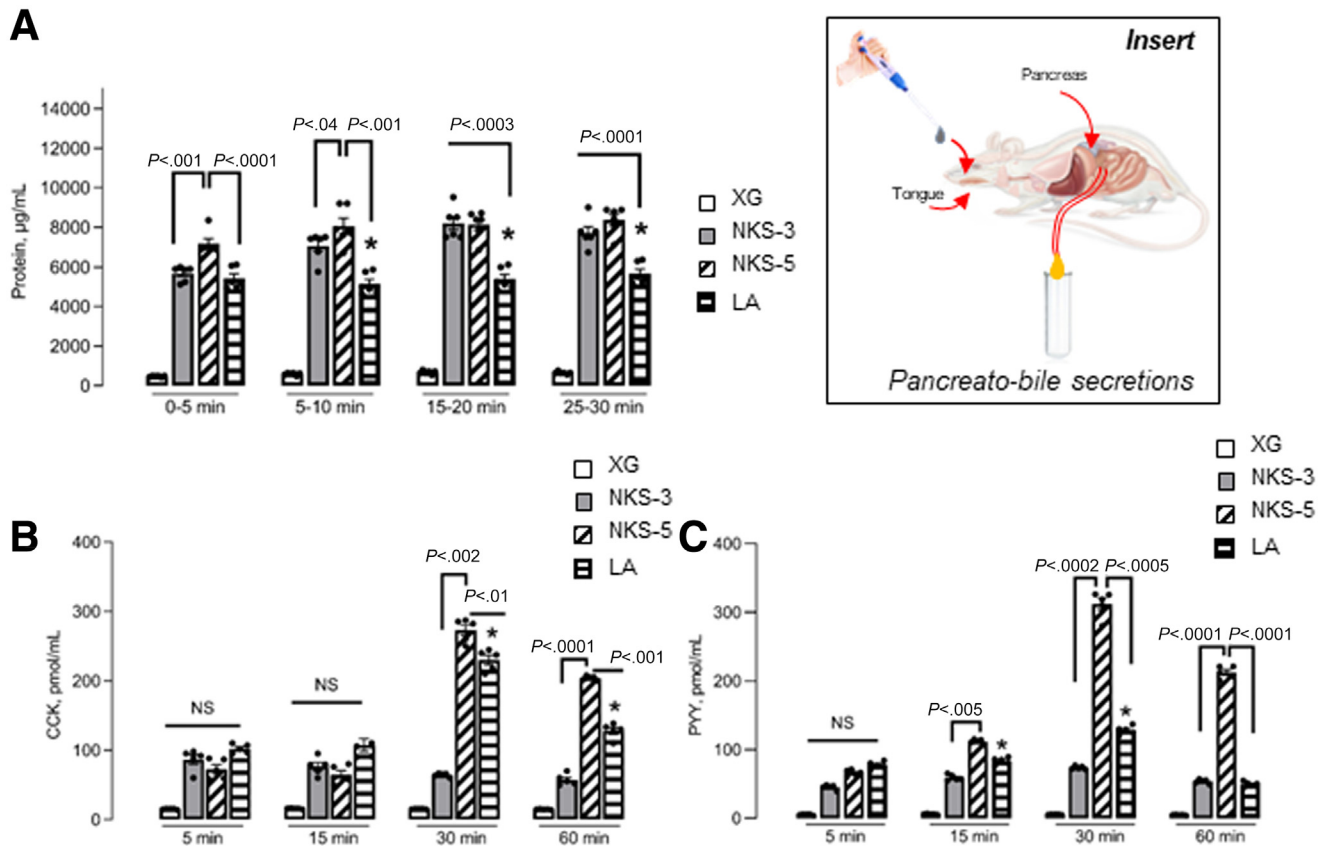 A
Protein, µg/mL
14000
12000
10000
8000
6000
4000
2000
0
P<.001
P<.0001
P<.04
P<.001
P<.0003
P<.0001
*
*
*
0-5 min
5-10 min
15-20 min
25-30 min
XG
NKS-3
NKS-5
LA
Insert
Pancreas
Tongue
Pancreato-bile secretions
B
CCK, pmol/mL
400
300
200
100
0
NS
NS
P<.002
P<.01
*
P<.0001
P<.001
*
5 min
15 min
30 min
60 min
XG
NKS-3
NKS-5
LA
C
PYY, pmol/mL
400
300
200
100
0
NS
P<.005
*
P<.0002
P<.0005
*
P<.0001
P<.0001
5 min
15 min
30 min
60 min
XG
NKS-3
NKS-5
LA